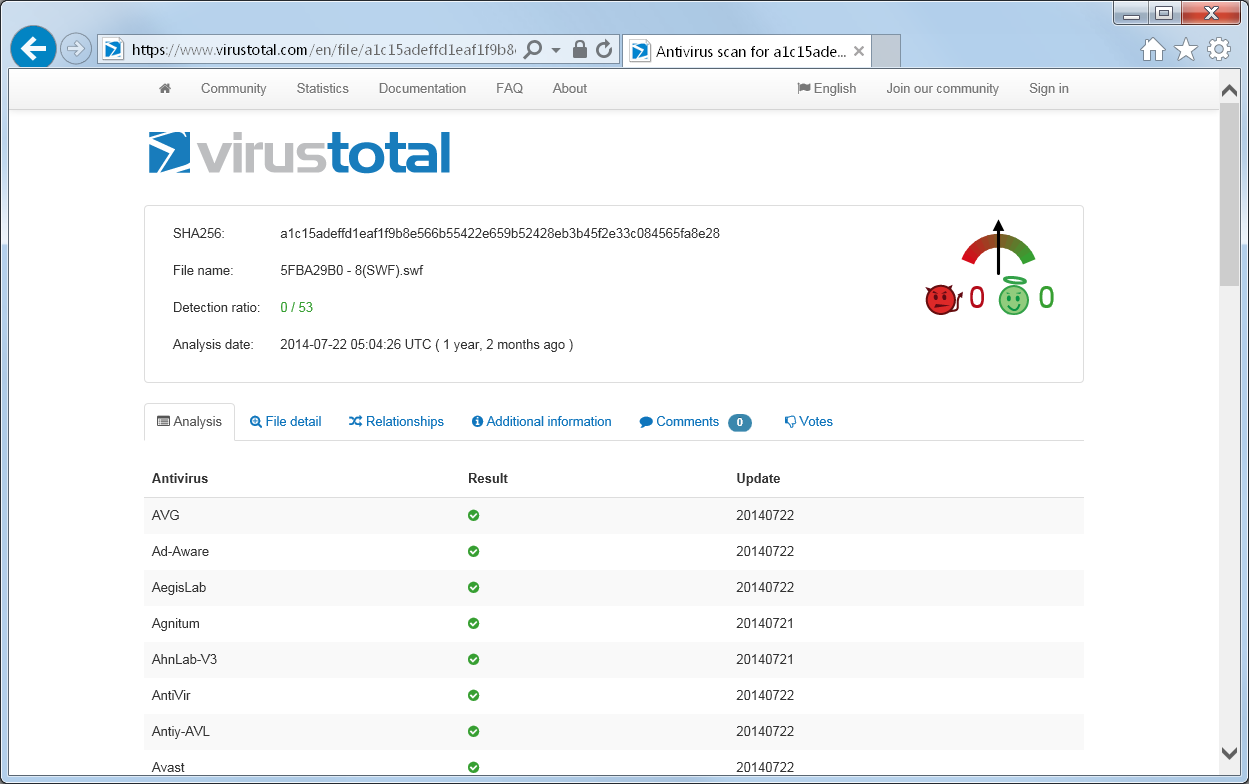 https://www.virustotal.com/en/file/a1c15adeffd1eaf1f9b8
Antivirus scan for a1c15ade...
Community Statistics Documentation FAQ About English Join our community Sign in
virustotal
SHA256: a1c15adeffd1eaf1f9b8e566b55422e659b52428eb3b45f2e33c084565fa8e28
File name: 5FBA29B0 - 8(SWF).swf
Detection ratio: 0 / 53
0 0
Analysis date: 2014-07-22 05:04:26 UTC ( 1 year, 2 months ago )
Analysis File detail Relationships Additional information Comments 0 Votes
Antivirus Result Update
AVG 20140722
Ad-Aware 20140722
AegisLab 20140722
Agnitum 20140721
AhnLab-V3 20140721
AntiVir 20140722
Antiy-AVL 20140722
Avast 20140722